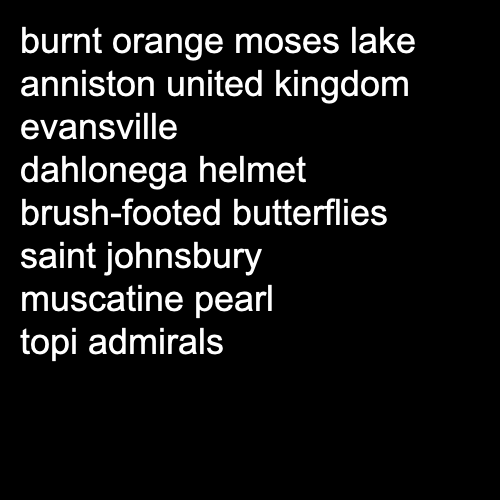 burnt orange moses lake
anniston united kingdom
evansville
dahlonega helmet
brush-footed butterflies
saint johnsbury
muscatine pearl
topi admirals